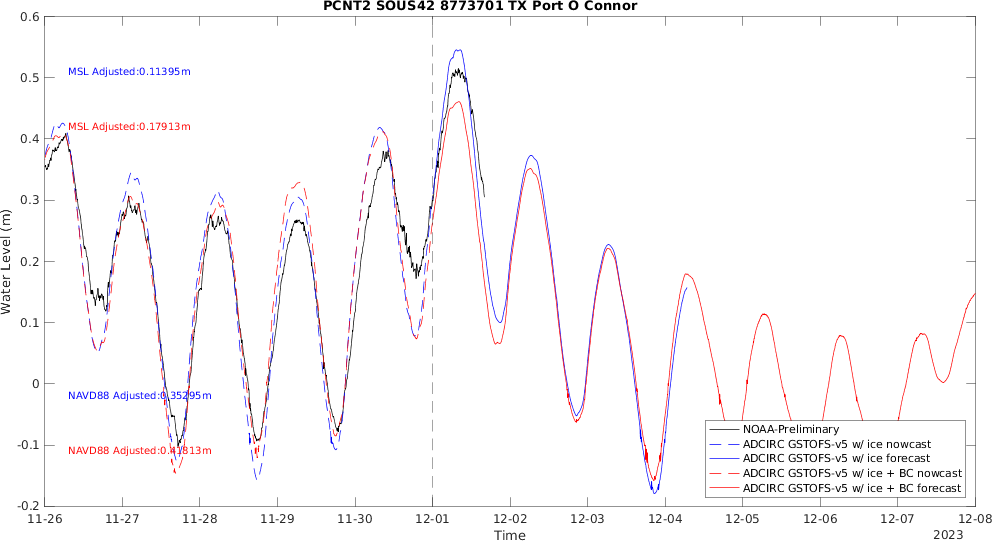 PCNT2 SOUS42 8773701 TX Port O Connor
0.6
0.5
0.4
0.3
0.2
0.1
0
-0.1
-0.2
Water Level (m)
MSL Adjusted:0.11395m
MSL Adjusted:0.17913m
NAVD88 Adjusted:0.35295m
NAVD88 Adjusted:0.41813m
NOAA-Preliminary
ADCIRC GSTOFS-v5 w/ ice nowcast
ADCIRC GSTOFS-v5 w/ ice forecast
ADCIRC GSTOFS-v5 w/ ice + BC nowcast
ADCIRC GSTOFS-v5 w/ ice + BC forecast
11-26 11-27 11-28 11-29 11-30 12-01 12-02 12-03 12-04 12-05 12-06 12-07 12-08
Time
2023